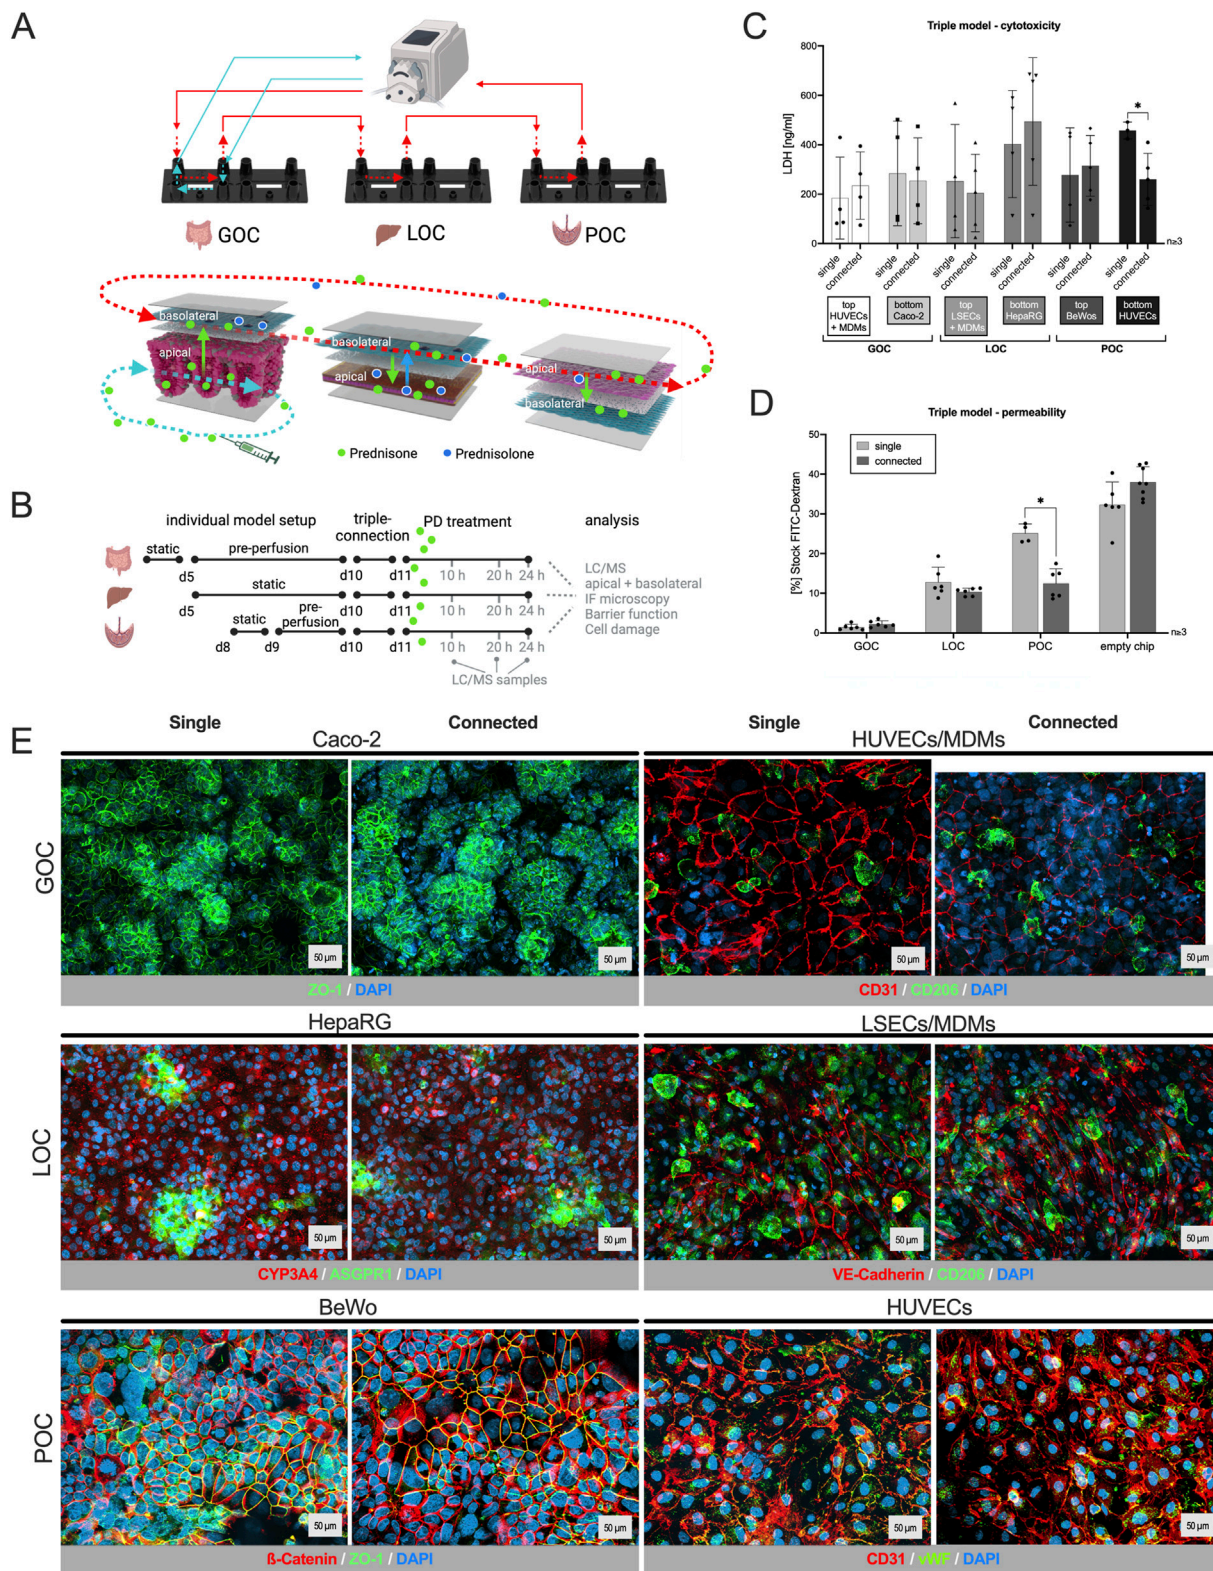 A
GOC
LOC
POC
basolateral
apical
basolateral
apical
apical
basolateral
Prednisone
Prednisolone
B
individual model setup
triple-
connection
PD treatment
analysis
static
pre-perfusion
d5
d10
d11
10 h
20 h
24 h
static
d5
d10
d11
10 h
20 h
24 h
static
pre-
perfusion
d8
d9
d10
d11
10 h
20 h
24 h
LC/MS samples
LC/MS
apical + basolateral
IF microscopy
Barrier function
Cell damage
C
Triple model - cytotoxicity
LDH [ng/ml]
800
600
400
200
0
*
n≥3
single
connected
single
connected
single
connected
single
connected
single
connected
single
connected
top
HUVECs
+ MDMs
bottom
Caco-2
top
LSECs
+ MDMs
bottom
HepaRG
top
BeWos
bottom
HUVECs
GOC
LOC
POC
D
Triple model - permeability
[%] Stock FITC-Dextran
50
40
30
20
10
0
single
connected
*
n≥3
GOC
LOC
POC
empty chip
E
Single
Connected
Single
Connected
Caco-2
HUVECs/MDMs
GOC
50 µm
50 µm
50 µm
50 µm
ZO-1 / DAPI
CD31 / CD206 / DAPI
HepaRG
LSECs/MDMs
LOC
50 µm
50 µm
50 µm
50 µm
CYP3A4 / ASGPR1 / DAPI
VE-Cadherin / CD206 / DAPI
BeWo
HUVECs
POC
50 µm
50 µm
50 µm
50 µm
ß-Catenin / ZO-1 / DAPI
CD31 / vWF / DAPI